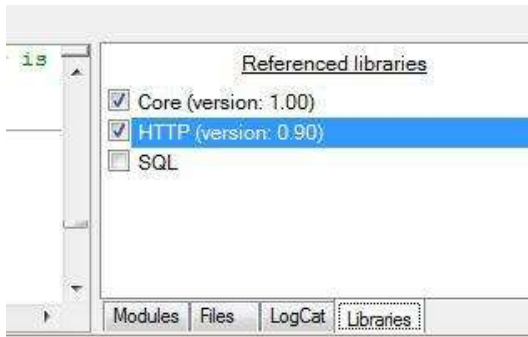 is
Referenced libraries
Core (version: 1.00)
HTTP (version: 0.90)
SQL
Modules Files LogCat Libraries